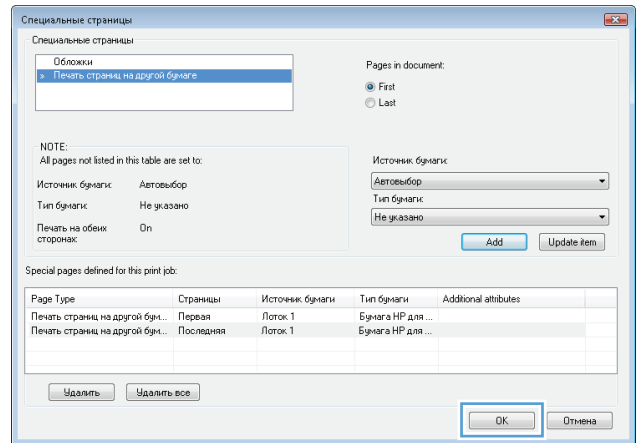 Специальные страницы
Специальные страницы
Обложки
» Печать страниц на другой бумаге
Pages in document:
First
Last
NOTE:
All pages not listed in this table are set to:
Источник бумаги: Автовыбор
Тип бумаги: Не указано
Печать на обеих On
сторонах:
Источник бумаги:
Автовыбор
Тип бумаги:
Не указано
Add Update item
Special pages defined for this print job:
Page Type Страницы Источник бумаги Тип бумаги Additional attributes
Печать страниц на другой бум... Первая Лоток 1 Бумага HP для ...
Печать страниц на другой бум... Последняя Лоток 1 Бумага HP для ...
Удалить Удалить все
OK Отмена